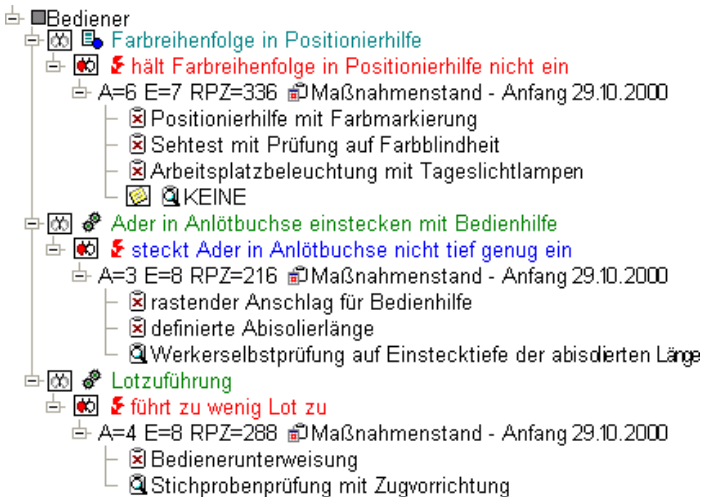 Bediener
Farbreihenfolge in Positionierhilfe
hält Farbreihenfolge in Positionierhilfe nicht ein
A=6 E=7 RPZ=336 Maßnahmenstand - Anfang 29.10.2000
Positionierhilfe mit Farbmarkierung
Sehtest mit Prüfung auf Farbblindheit
Arbeitsplatzbeleuchtung mit Tageslichtlampen
KEINE
Ader in Anlötbuchse einstecken mit Bedienhilfe
steckt Ader in Anlötbuchse nicht tief genug ein
A=3 E=8 RPZ=216 Maßnahmenstand - Anfang 29.10.2000
rastender Anschlag für Bedienhilfe
definierte Abisolierlänge
Werkerselbstprüfung auf Einstecktiefe der abisolierten Länge
Lotzuführung
führt zu wenig Lot zu
A=4 E=8 RPZ=288 Maßnahmenstand - Anfang 29.10.2000
Bedienerunterweisung
Stichprobenprüfung mit Zugvorrichtung